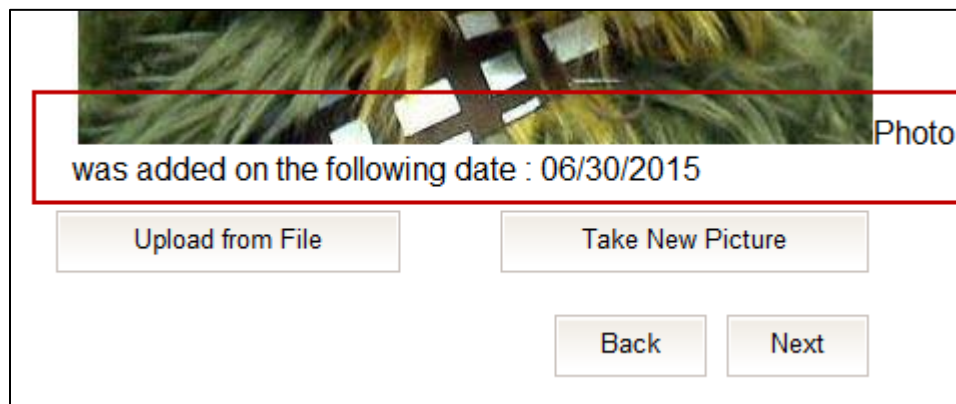 Photo
was added on the following date : 06/30/2015
Upload from File
Take New Picture
Back
Next